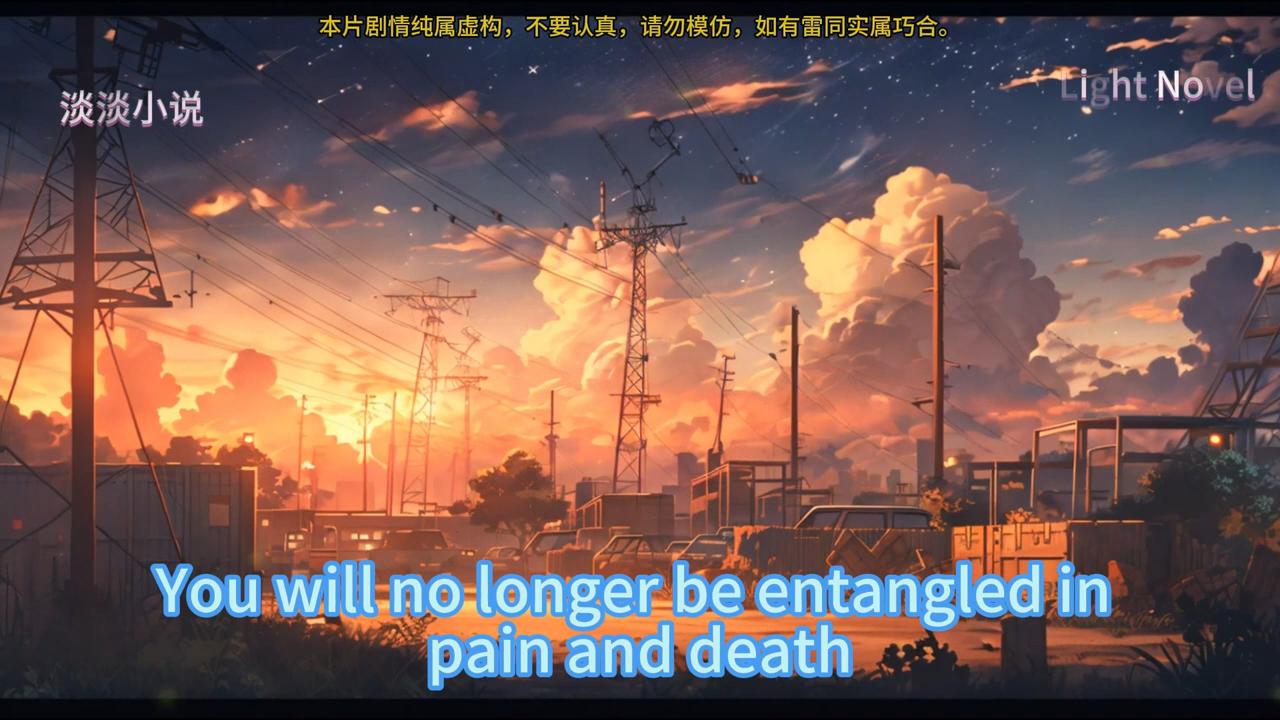 本片剧情纯属虚构，不要认真，请勿模仿，如有雷同实属巧合。
淡淡小说
Light Novel
You will no longer be entangled in
pain and death